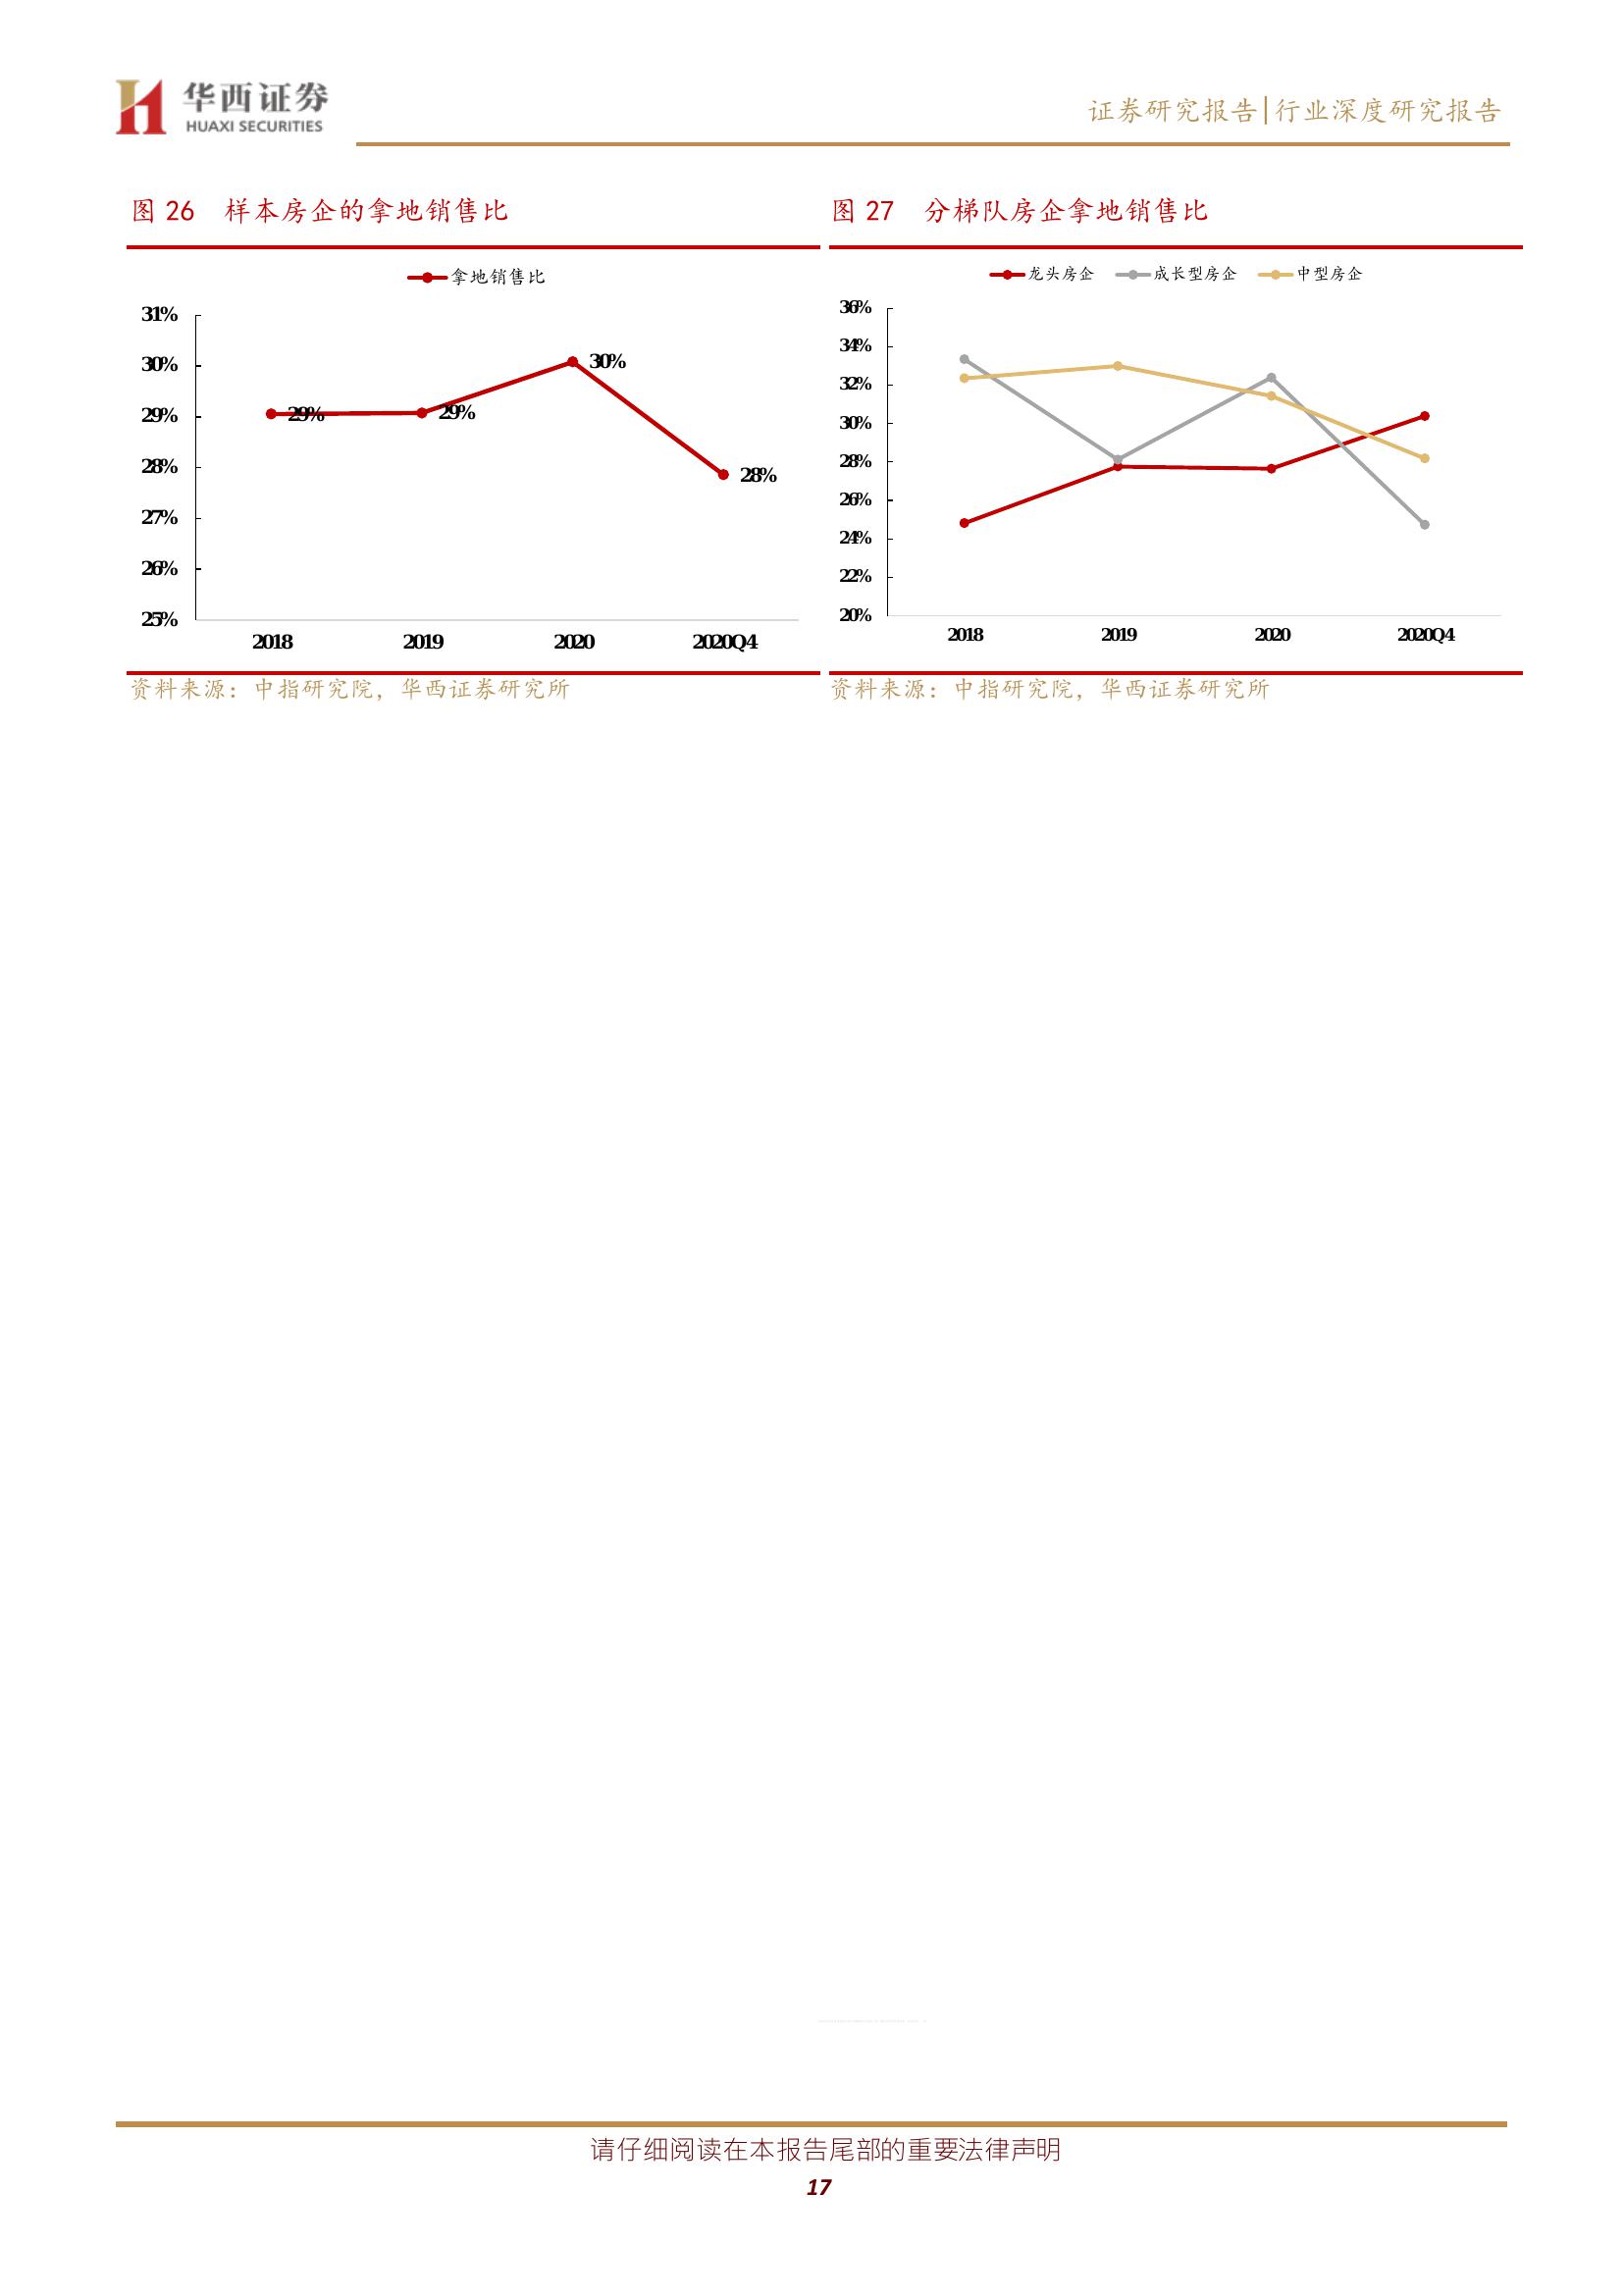 华西证券
HUAXI SECURITIES
证券研究报告|行业深度研究报告
图 26 样本房企的拿地销售比
拿地销售比
31%
30%
29%
28%
27%
26%
25%
29%
29%
30%
28%
2018 2019 2020 2020Q4
资料来源：中指研究院，华西证券研究所
图 27 分梯队房企拿地销售比
龙头房企 成长型房企 中型房企
36%
34%
32%
30%
28%
26%
24%
22%
20%
2018 2019 2020 2020Q4
资料来源：中指研究院，华西证券研究所
请仔细阅读在本报告尾部的重要法律声明
17